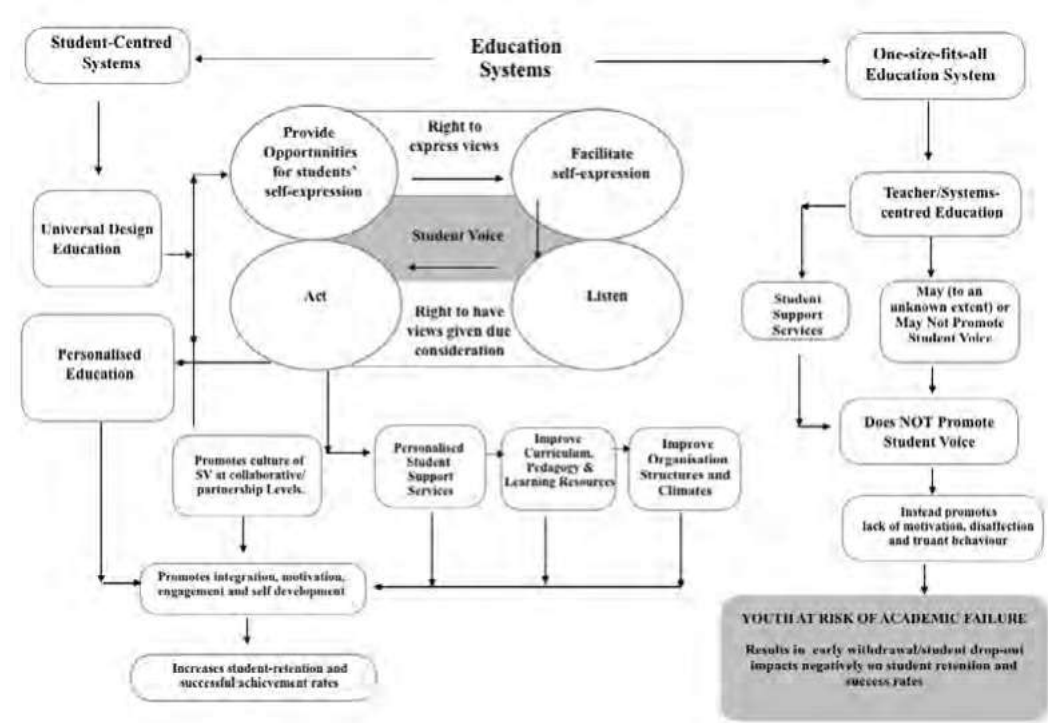 Student-Centred
Systems
Education
Systems
One-size-fits-all
Education System
Provide
Opportunities
for students'
self-expression
Right to
express views
Facilitate
self-expression
Universal Design
Education
Student Voice
Teacher/Systems-
centred Education
Act
Right to have
views given due
consideration
Listen
Student
Support
Services
May (to an
unknown extent) or
May Not Promote
Student Voice
Personalised
Education
Does NOT Promote
Student Voice
Promotes culture of
SV at collaborative/
partnership Levels.
Personalised
Student
Support
Services
Improve
Curriculum,
Pedagogy &
Learning Resources
Improve
Organisation
Structures and
Climates
Instead promotes
lack of motivation, disaffection
and truant behaviour
Promotes integration, motivation,
engagement and self development
Increases student-retention and
successful achievement rates
YOUTH AT RISK OF ACADEMIC FAILURE
Results in early withdrawal/student drop-out
impacts negatively on student retention and
success rates